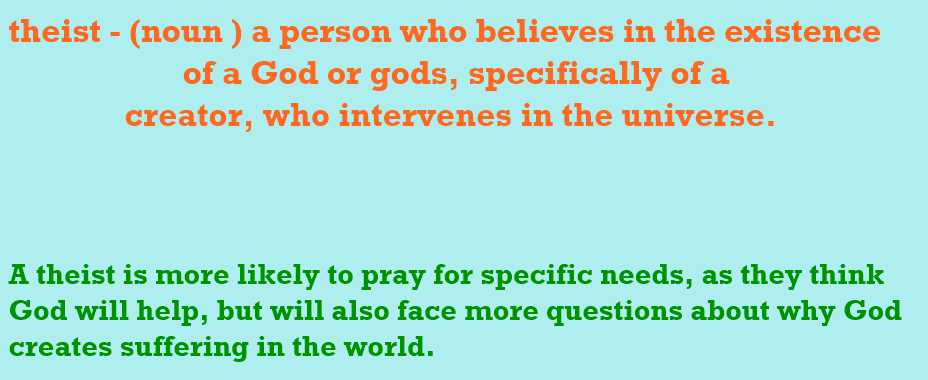 theist - (noun ) a person who believes in the existence
of a God or gods, specifically of a
creator, who intervenes in the universe.
A theist is more likely to pray for specific needs, as they think
God will help, but will also face more questions about why God
creates suffering in the world.